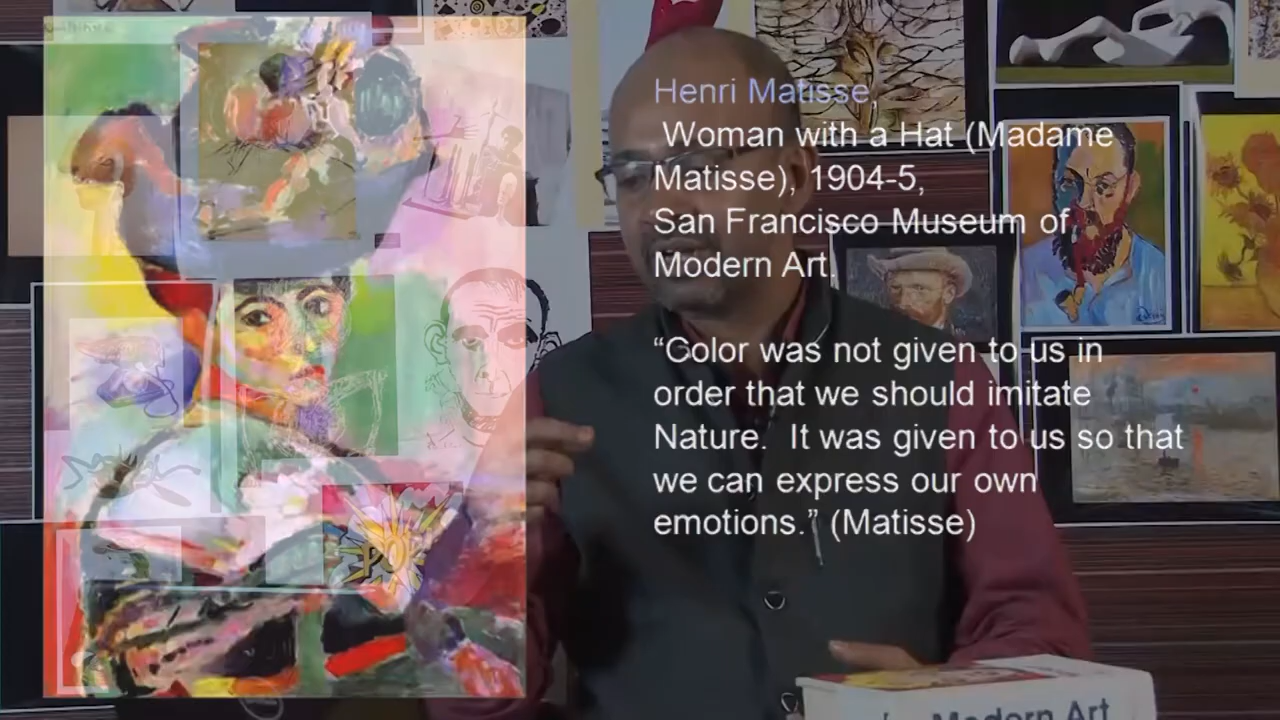 Henri Matisse,
Woman with a Hat (Madame
Matisse), 1904-5,
San Francisco Museum of
Modern Art.
“Color was not given to us in
order that we should imitate
Nature. It was given to us so that
we can express our own
emotions.” (Matisse)
PO
Modern Art